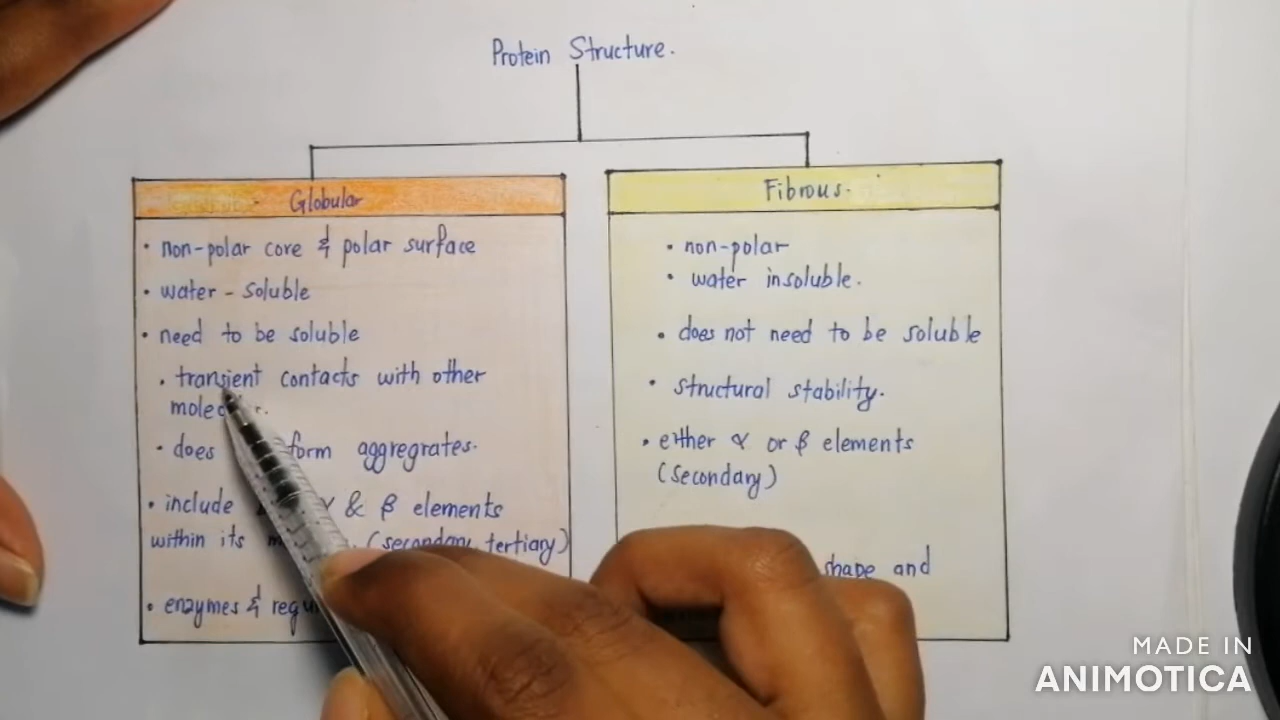 Protein Structure.
Globular
• non-polar core & polar surface
• water - soluble
• need to be soluble
• transient contacts with other
• does form aggregrates.
• include & β elements
within its (secondary, tertiary)
• enzymes &
Fibrous.
• non-polar
• water insoluble.
• does not need to be soluble
• structural stability.
• either α or β elements
(secondary)
shape and
MADE IN
ANIMOTICA